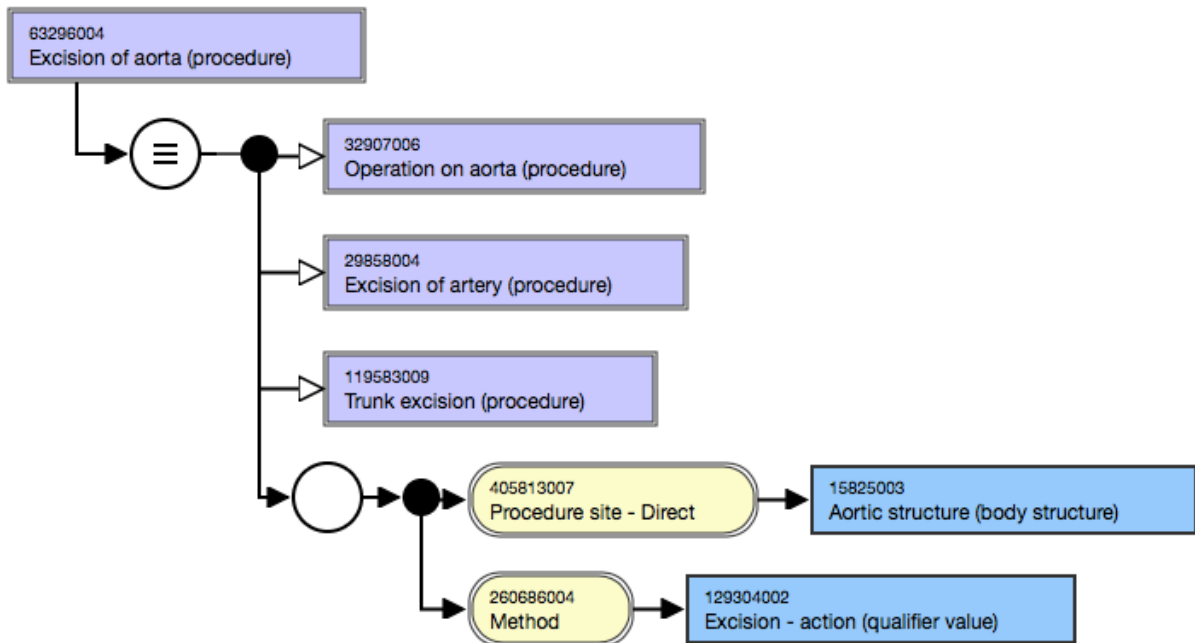 63296004
Excision of aorta (procedure)
32907006
Operation on aorta (procedure)
29858004
Excision of artery (procedure)
119583009
Trunk excision (procedure)
405813007
Procedure site - Direct
15825003
Aortic structure (body structure)
260686004
Method
129304002
Excision - action (qualifier value)